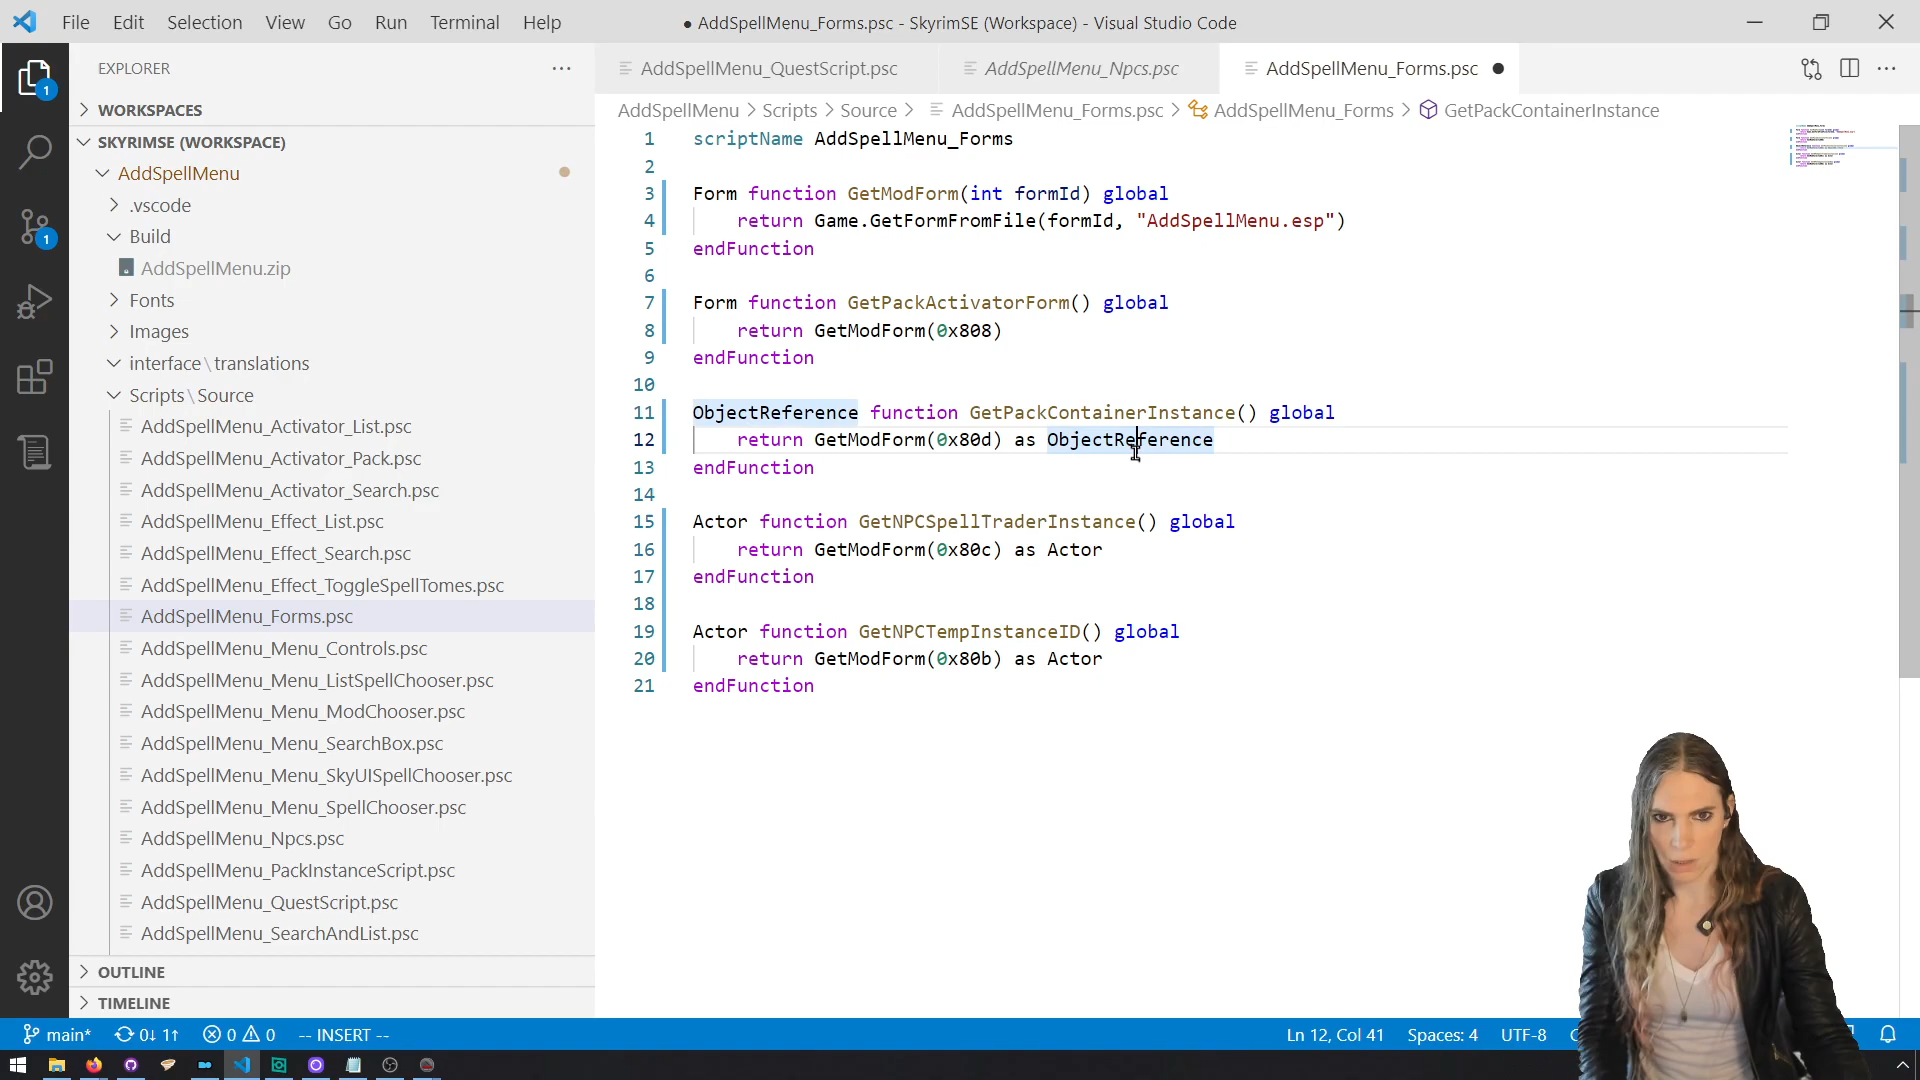 File Edit Selection View Go Run Terminal Help ● AddSpellMenu_Forms.psc - SkyrimSE (Workspace) - Visual Studio Code
EXPLORER
1
WORKSPACES
SKYRIMSE (WORKSPACE)
AddSpellMenu
.vscode
1
Build
AddSpellMenu.zip
Fonts
Images
interface\translations
Scripts\Source
AddSpellMenu_Activator_List.psc
AddSpellMenu_Activator_Pack.psc
AddSpellMenu_Activator_Search.psc
AddSpellMenu_Effect_List.psc
AddSpellMenu_Effect_Search.psc
AddSpellMenu_Effect_ToggleSpellTomes.psc
AddSpellMenu_Forms.psc
AddSpellMenu_Menu_Controls.psc
AddSpellMenu_Menu_ListSpellChooser.psc
AddSpellMenu_Menu_ModChooser.psc
AddSpellMenu_Menu_SearchBox.psc
AddSpellMenu_Menu_SkyUISpellChooser.psc
AddSpellMenu_Menu_SpellChooser.psc
AddSpellMenu_Npcs.psc
AddSpellMenu_PackInstanceScript.psc
AddSpellMenu_QuestScript.psc
AddSpellMenu_SearchAndList.psc
OUTLINE
TIMELINE
AddSpellMenu_QuestScript.psc AddSpellMenu_Npcs.psc AddSpellMenu_Forms.psc
AddSpellMenu > Scripts > Source > AddSpellMenu_Forms.psc > AddSpellMenu_Forms > GetPackContainerInstance
1 scriptName AddSpellMenu_Forms
2
3 Form function GetModForm(int formId) global
4 return Game.GetFormFromFile(formId, "AddSpellMenu.esp")
5 endFunction
6
7 Form function GetPackActivatorForm() global
8 return GetModForm(0x808)
9 endFunction
10
11 ObjectReference function GetPackContainerInstance() global
12 return GetModForm(0x80d) as ObjectReference
13 endFunction
14
15 Actor function GetNPCSpellTraderInstance() global
16 return GetModForm(0x80c) as Actor
17 endFunction
18
19 Actor function GetNPCTempInstanceID() global
20 return GetModForm(0x80b) as Actor
21 endFunction
main* 0↓ 1↑ 0 0 -- INSERT -- Ln 12, Col 41 Spaces: 4 UTF-8